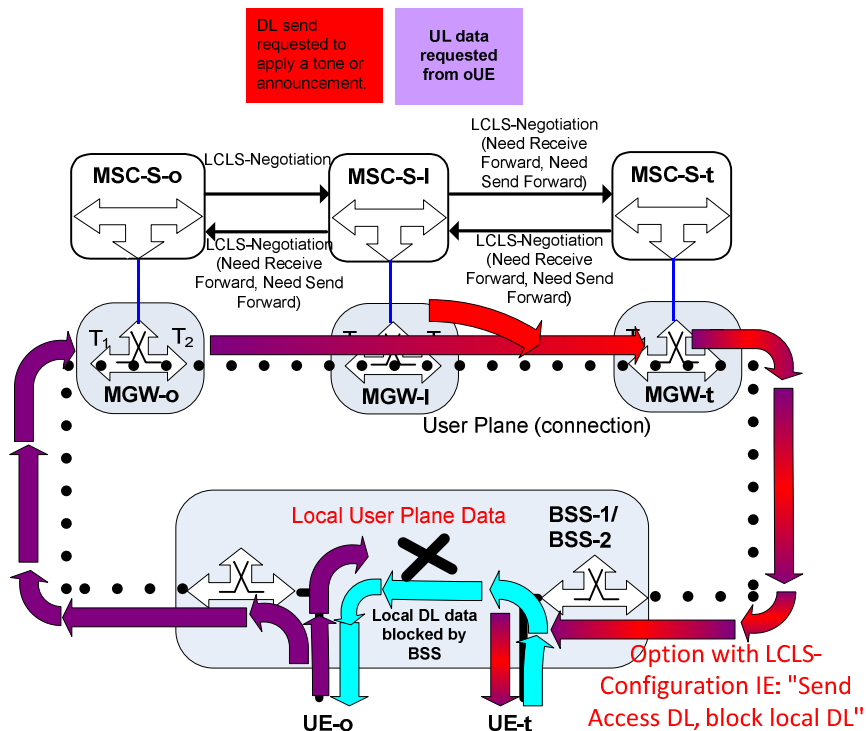 DL send
requested to
apply a tone or
announcement.
UL data
requested
from oUE
LCLS-Negotiation
LCLS-Negotiation
(Need Receive
Forward, Need
Send Forward)
MSC-S-o
MSC-S-I
MSC-S-t
LCLS-Negotiation
(Need Receive
Forward, Need Send
Forward)
LCLS-Negotiation
(Need Receive
Forward, Need Send
Forward)
T1
T2
T
MGW-o
MGW-I
MGW-t
User Plane (connection)
Local User Plane Data
BSS-1/
BSS-2
Local DL data
blocked by
BSS
Option with LCLS-
Configuration IE: "Send
Access DL, block local DL"
UE-o
UE-t